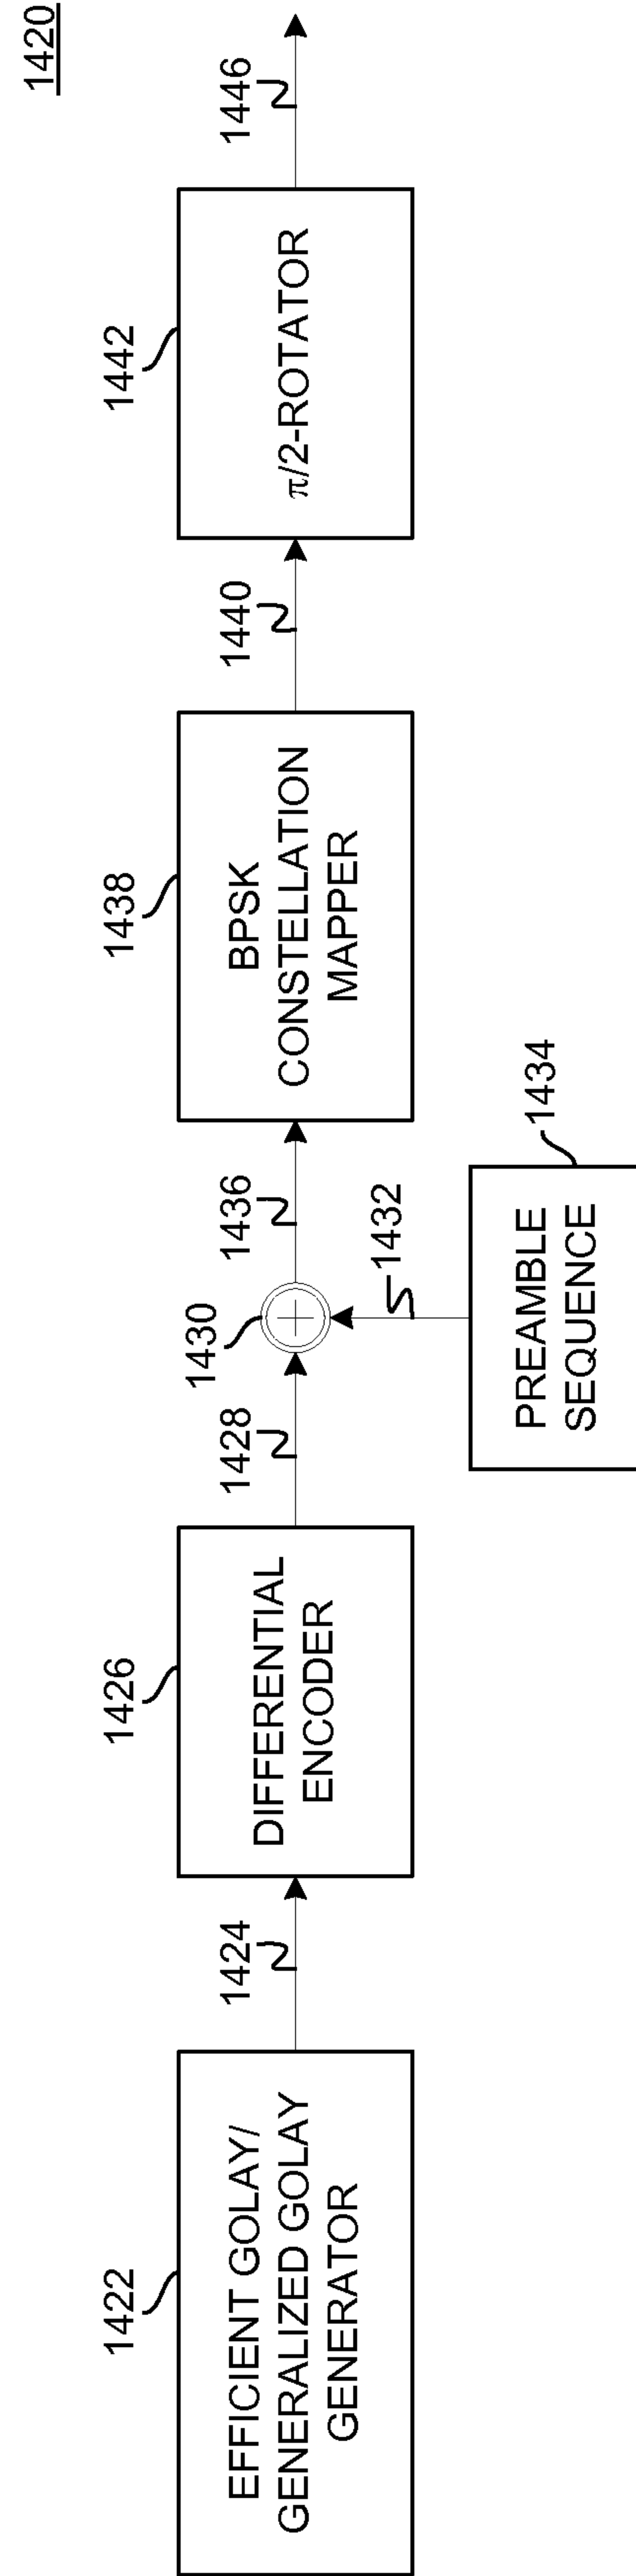 1420
1422
EFFICIENT GOLAY/
GENERALIZED GOLAY
GENERATOR
1424
1426
DIFFERENTIAL
ENCODER
1428
1430
1432
1434
PREAMBLE
SEQUENCE
1436
1438
BPSK
CONSTELLATION
MAPPER
1440
1442
π/2-ROTATOR
1446